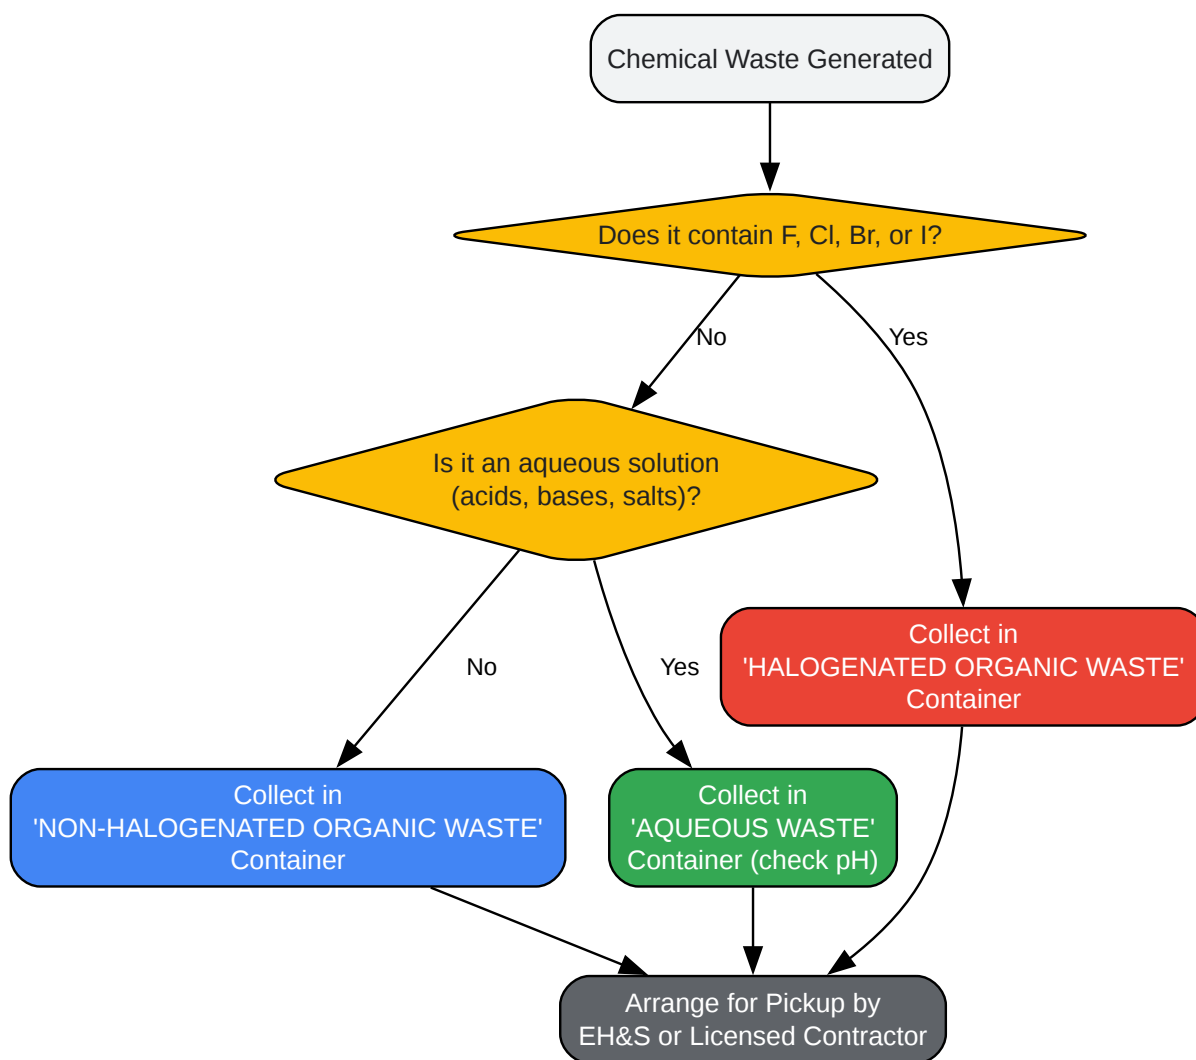 Chemical Waste Generated
Does it contain F, Cl, Br, or I?
No
Yes
Is it an aqueous solution
(acids, bases, salts)?
No
Yes
Collect in
'HALOGENATED ORGANIC WASTE'
Container
Collect in
'NON-HALOGENATED ORGANIC WASTE'
Container
Collect in
'AQUEOUS WASTE'
Container (check pH)
Arrange for Pickup by
EH&S or Licensed Contractor